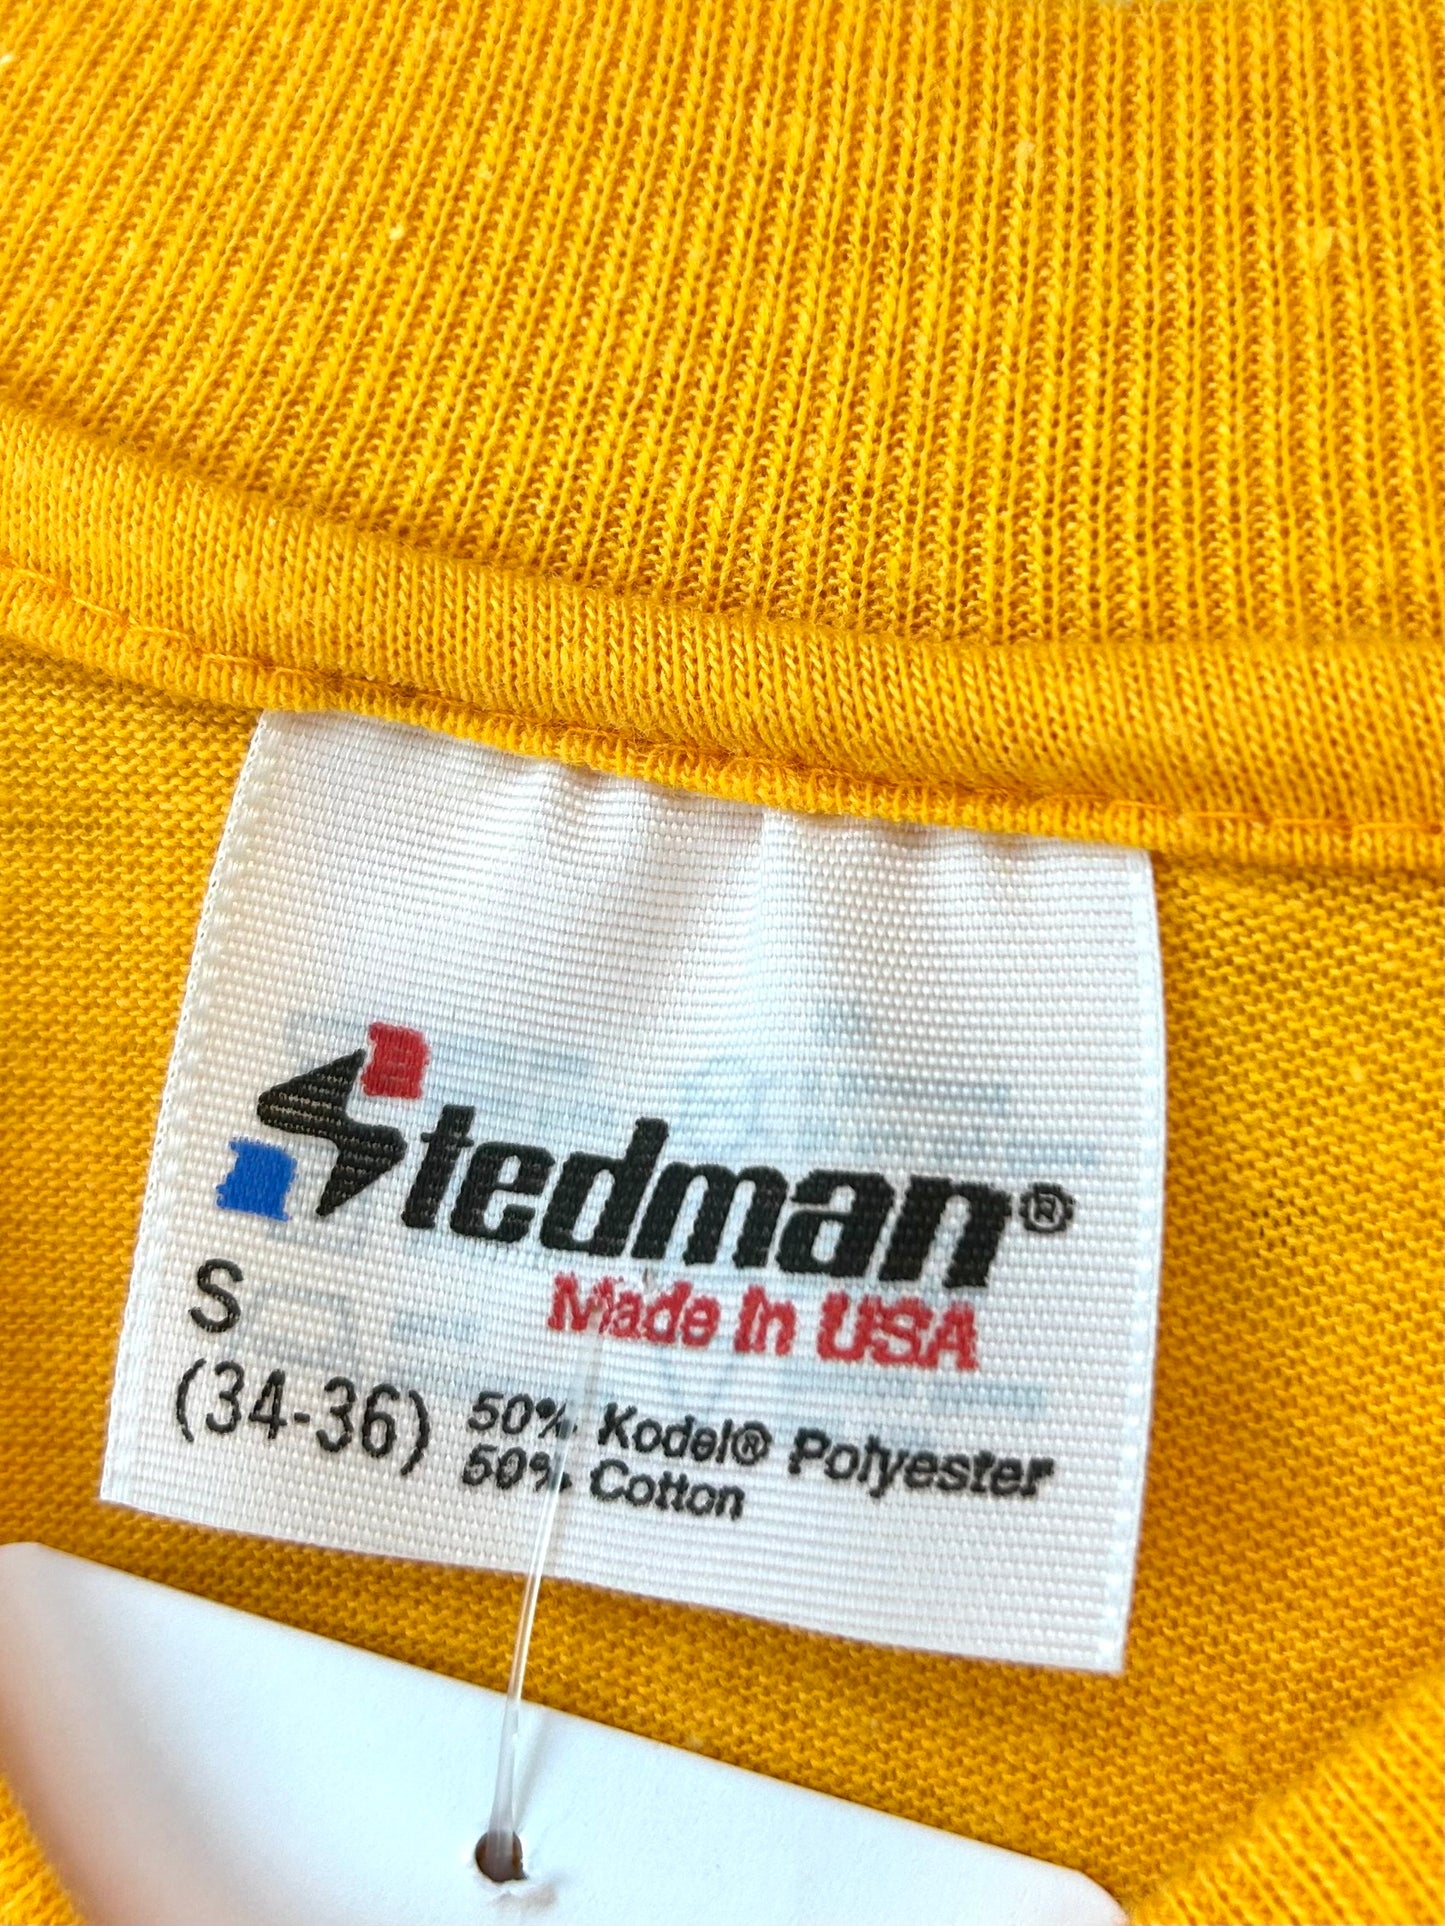 Stedman®
Made In USA
S
(34-36)
50% Kodel® Polyester
50% Cotton